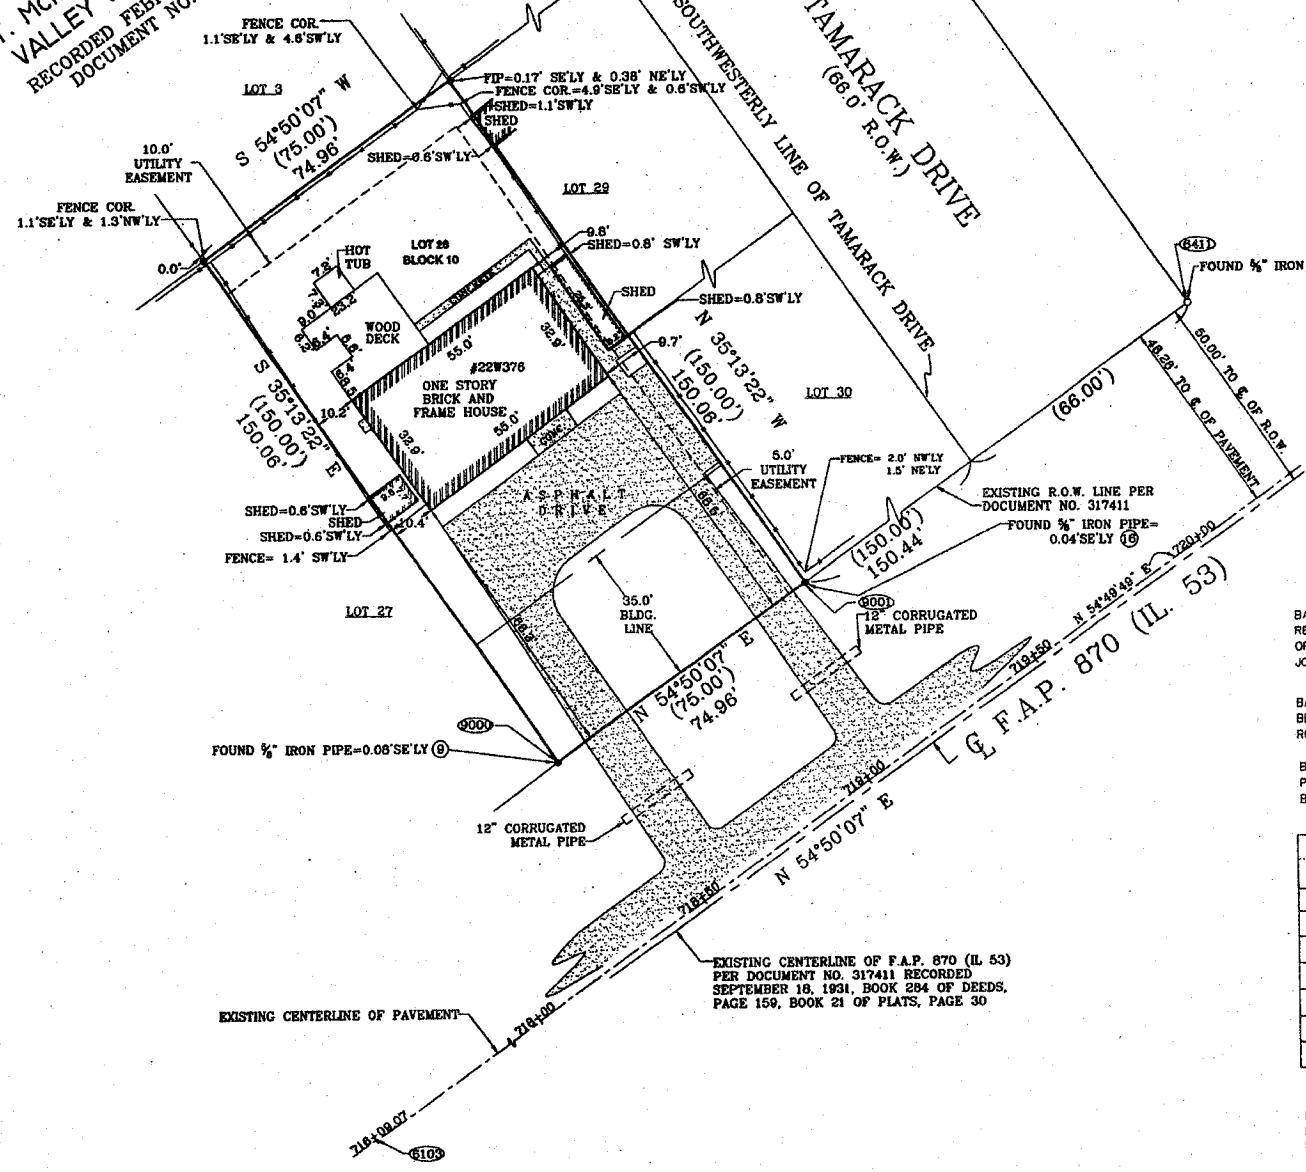 VALLEY
RECORDED
DOCUMENT NO.
FENCE COR.
1.1'SE'LY & 4.6'SW'LY
LOT 3
S 54°50'07" W
(75.00')
74.96'
FIP=0.17' SE'LY & 0.38' NE'LY
FENCE COR.=4.9'SE'LY & 0.6'SW'LY
SHED=1.1'SW'LY
SHED
SHED=0.6'SW'LY
10.0'
UTILITY
EASEMENT
FENCE COR.
1.1'SE'LY & 1.3'NW'LY
0.0'
LOT 29
SOUTHWESTERLY LINE OF TAMARACK DRIVE
TAMARACK DRIVE
(66.0' R.O.W.)
9.8'
SHED=0.8' SW'LY
SHED
SHED=0.8'SW'LY
HOT
TUB
LOT 28
BLOCK 10
7.2'
23.2'
9.0'
WOOD
DECK
CONCRETE
55.0'
32.9'
#22W376
ONE STORY
BRICK AND
FRAME HOUSE
55.0'
32.9'
10.2'
9.7'
N 35°13'22" W
(150.00')
150.06'
S 35°13'22" E
(150.00')
150.06'
LOT 30
6411
FOUND 5/8" IRON
(66.00')
50.00' TO ℄ OF R.O.W.
48.28' TO ℄ OF PAVEMENT
CONC.
ASPHALT
DRIVE
5.0'
UTILITY
EASEMENT
FENCE= 2.0' NW'LY
1.5' NE'LY
EXISTING R.O.W. LINE PER
DOCUMENT NO. 317411
FOUND 5/8" IRON PIPE=
0.04'SE'LY 16
(150.00')
150.44'
SHED=0.6'SW'LY
SHED
SHED=0.6'SW'LY
10.4'
FENCE= 1.4' SW'LY
LOT 27
35.0'
BLDG.
LINE
9001
12" CORRUGATED
METAL PIPE
N 54°50'07" E
(75.00')
74.96'
9000
FOUND 5/8" IRON PIPE=0.08'SE'LY 9
12" CORRUGATED
METAL PIPE
720+00
N 54°49'49" E
719+50
℄ F.A.P. 870 (IL. 53)
719+00
N 54°50'07" E
718+50
EXISTING CENTERLINE OF F.A.P. 870 (IL 53)
PER DOCUMENT NO. 317411 RECORDED
SEPTEMBER 18, 1931, BOOK 284 OF DEEDS,
PAGE 159, BOOK 21 OF PLATS, PAGE 30
EXISTING CENTERLINE OF PAVEMENT
718+00
716+09.07
5103